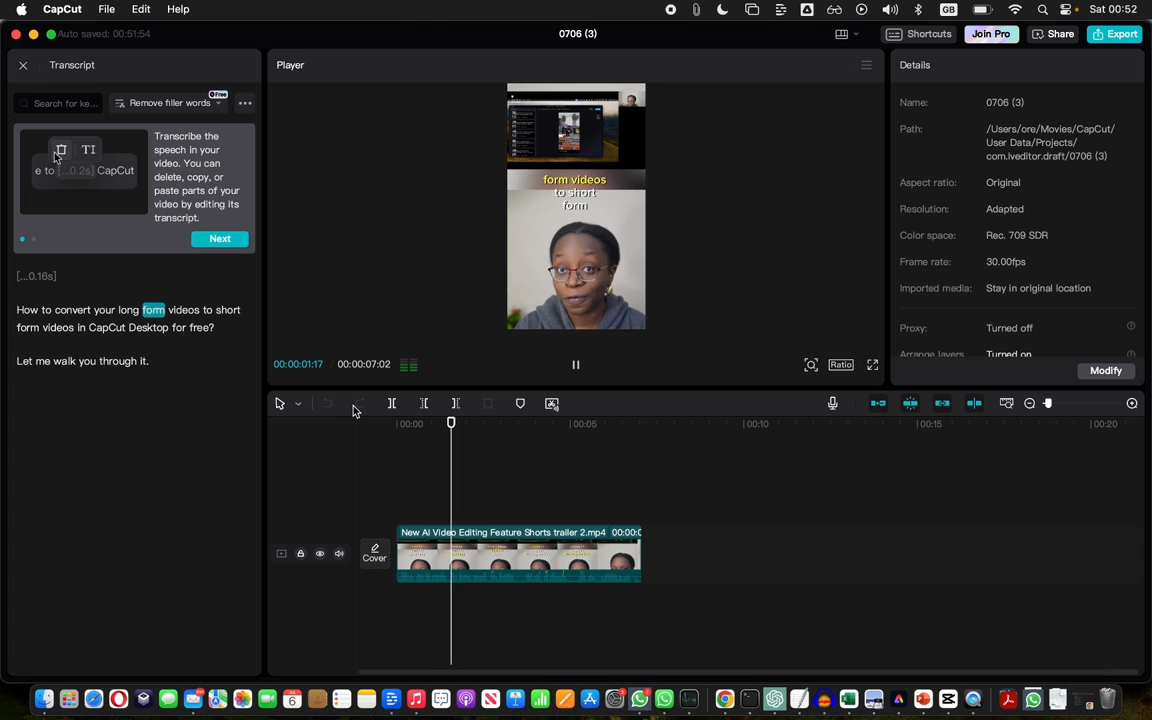 CapCut File Edit Help GB Sat 00:52
Auto saved: 00:51:54 0706 (3) Shortcuts Join Pro Share Export
Transcript
Search for ke... Remove filler words Free
e to [...0.2s] CapCut
Transcribe the
speech in your
video. You can
delete, copy, or
paste parts of your
video by editing its
transcript.
Next
[...0.16s]
How to convert your long form videos to short
form videos in CapCut Desktop for free?
Let me walk you through it.
Player
form videos
to short
form
00:00:01:17 00:00:07:02
Ratio
Details
Name: 0706 (3)
Path: /Users/ore/Movies/CapCut/
User Data/Projects/
com.lveditor.draft/0706 (3)
Aspect ratio: Original
Resolution: Adapted
Color space: Rec. 709 SDR
Frame rate: 30.00fps
Imported media: Stay in original location
Proxy: Turned off
Arrange layers Turned on
Modify
00:00 00:05 00:10 00:15 00:20
Cover
New AI Video Editing Feature Shorts trailer 2.mp4 00:00:0